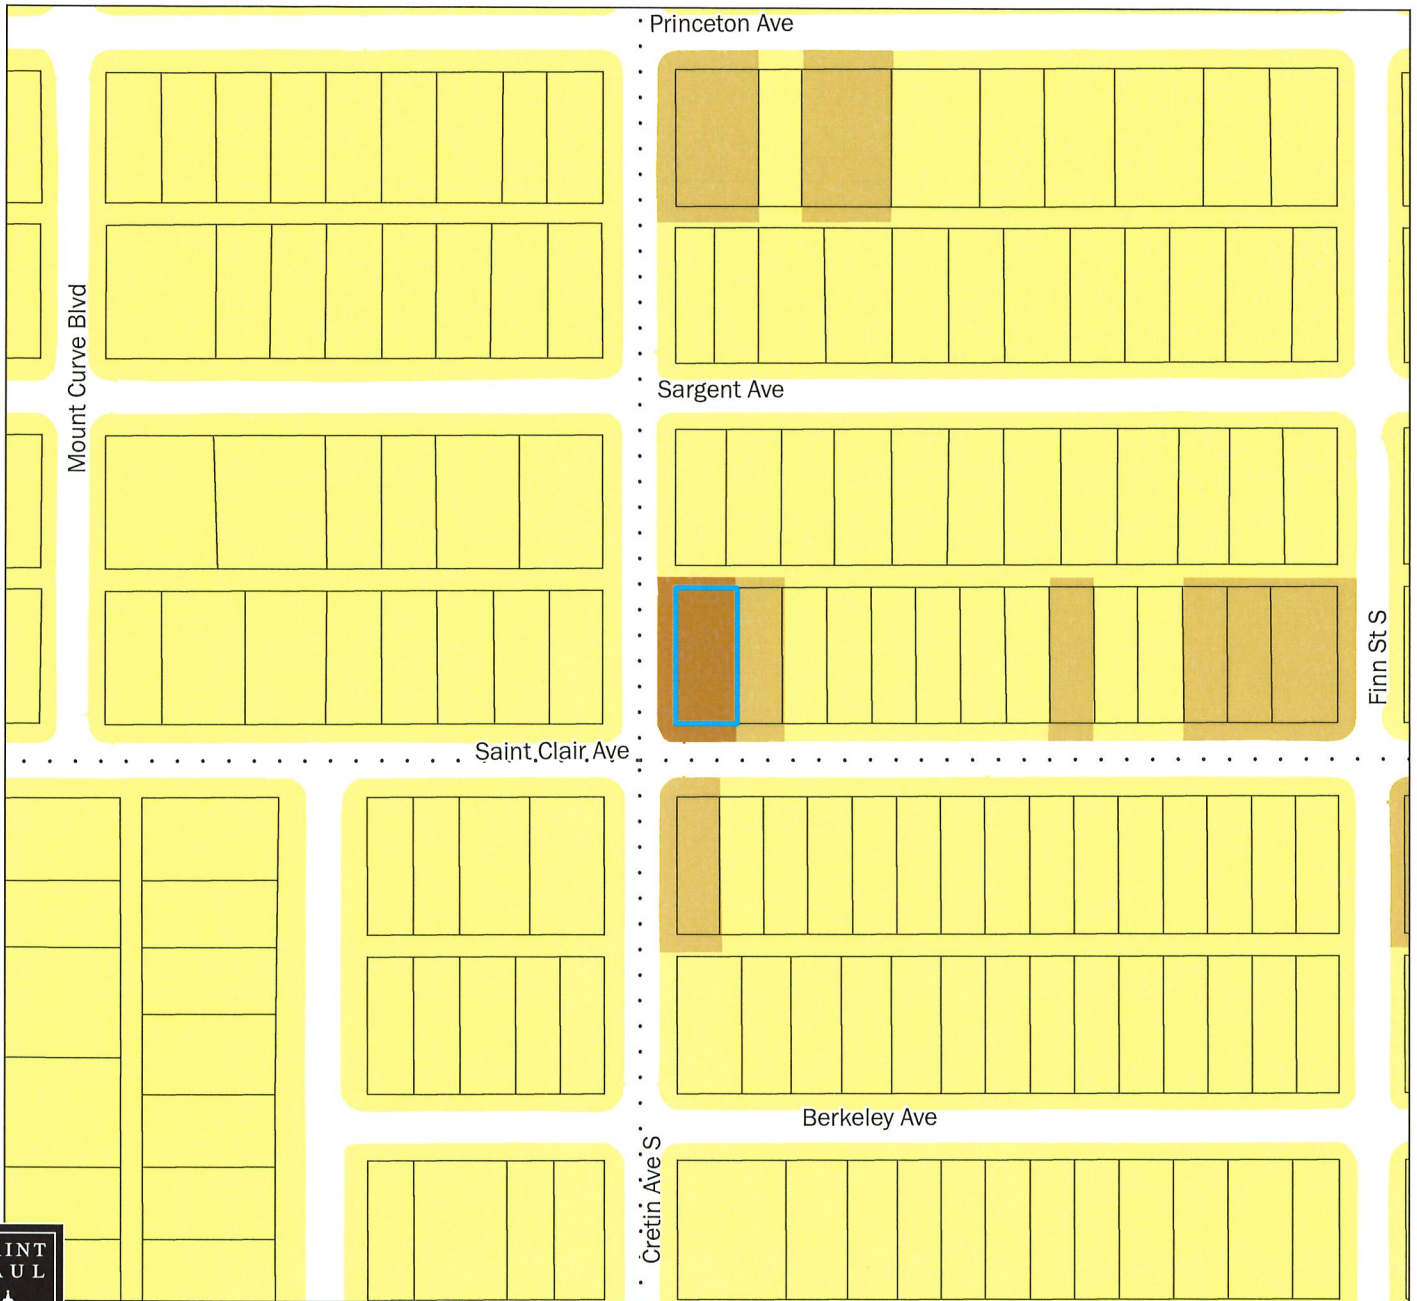 Princeton Ave
Mount Curve Blvd
Sargent Ave
Finn St S
Saint Clair Ave
Berkeley Ave
Cretin Ave S
INT
AUL